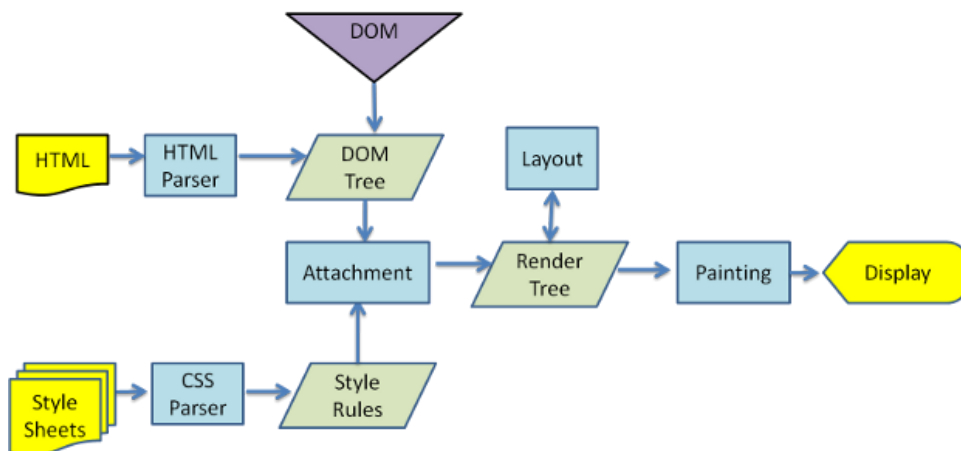 DOM
HTML
HTML
Parser
DOM
Tree
Layout
Attachment
Render
Tree
Painting
Display
Style
Sheets
CSS
Parser
Style
Rules